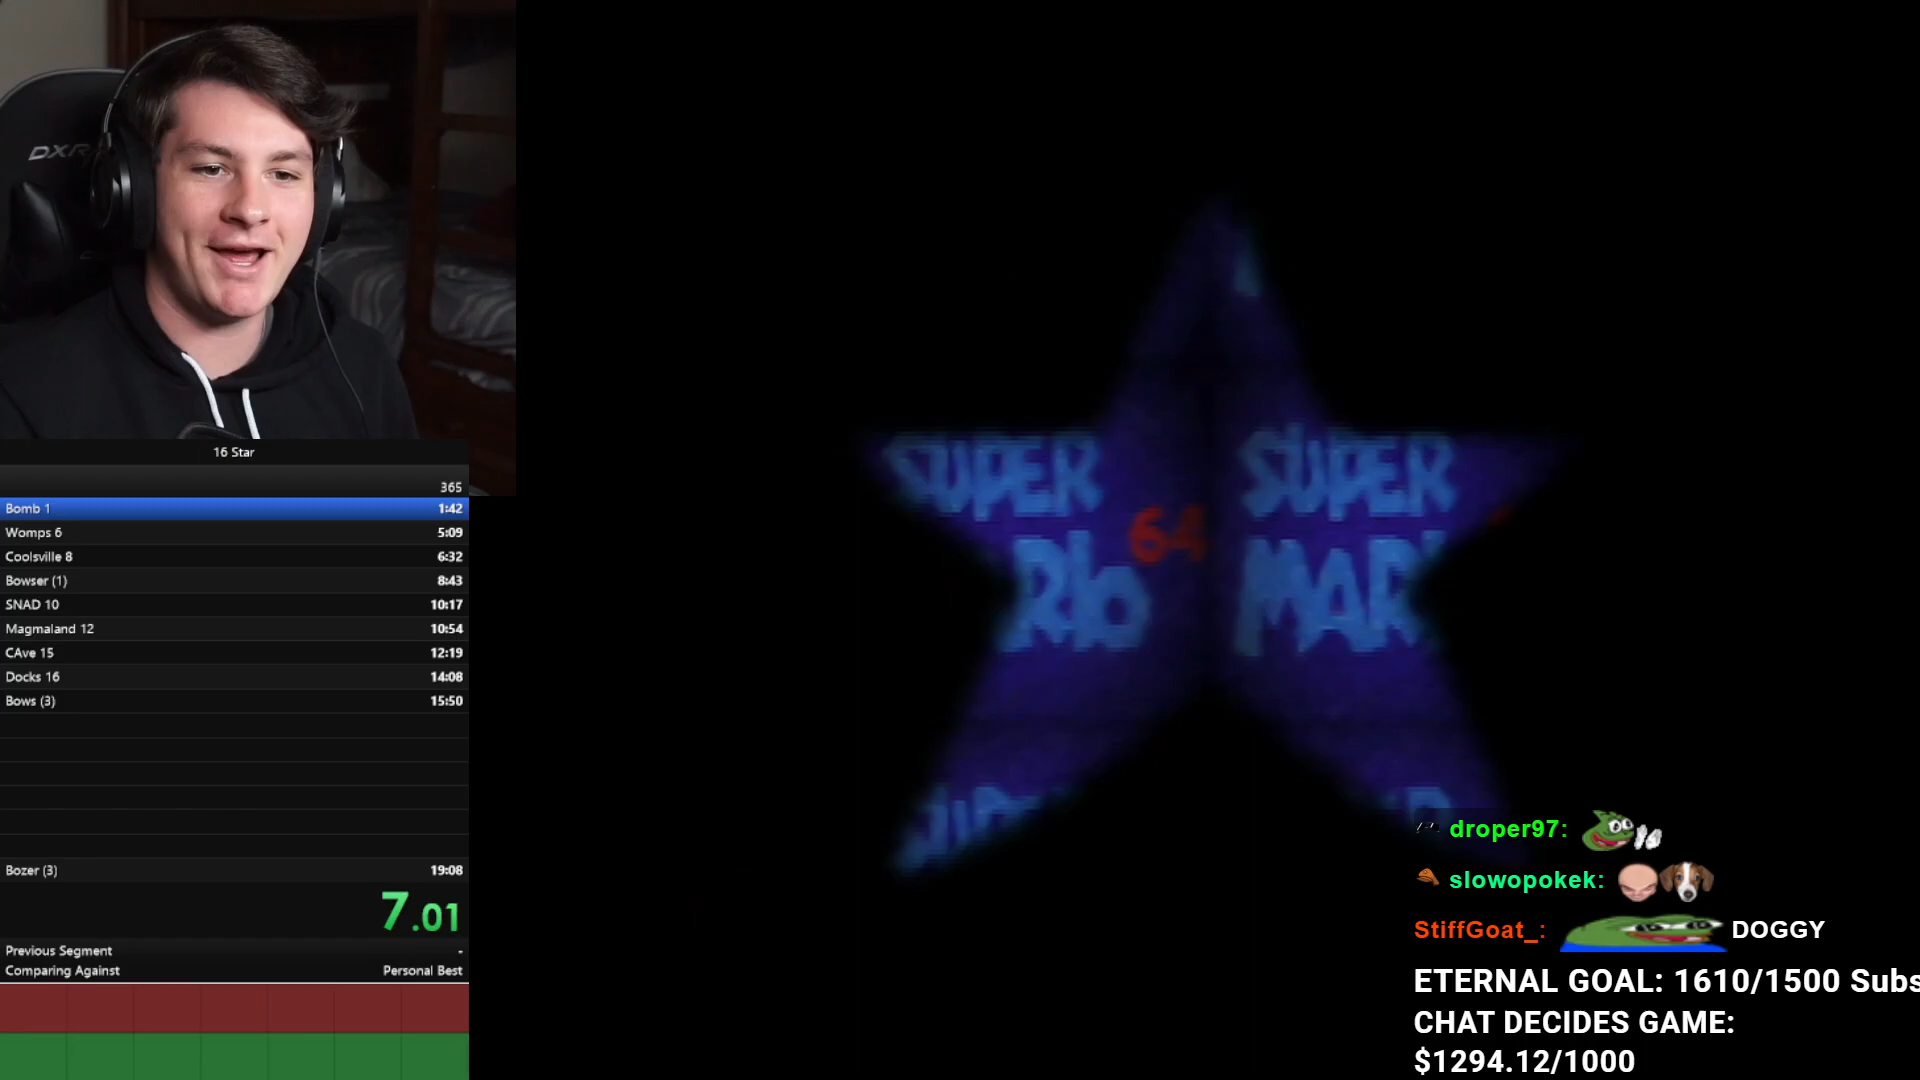 DXR
16 Star
365
Bomb 1 1:42
Womps 6 5:09
Coolsville 8 6:32
Bowser (1) 8:43
SNAD 10 10:17
Magmaland 12 10:54
CAve 15 12:19
Docks 16 14:08
Bows (3) 15:50
Bozer (3) 19:08
7.01
Previous Segment -
Comparing Against Personal Best
SUPER SUPER
64
RIO MAR
droper97:
slowopokek:
StiffGoat_: DOGGY
ETERNAL GOAL: 1610/1500 Subs
CHAT DECIDES GAME:
$1294.12/1000